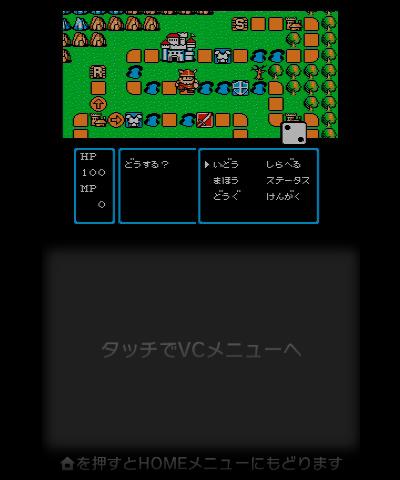 S
R
HP
100
MP
0
どうする?
▶いどう しらべる
まほう ステータス
どうぐ けんがく
タッチでVCメニューへ
を押すとHOMEメニューにもどります